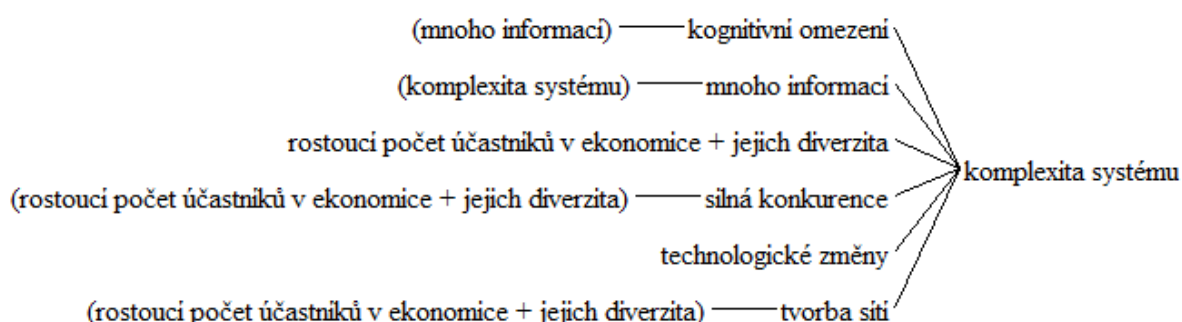 (mnoho informací) kognitivní omezení
(komplexita systému) mnoho informací
rostoucí počet účastníků v ekonomice + jejich diverzita
komplexita systému
(rostoucí počet účastníků v ekonomice + jejich diverzita) silná konkurence
technologické změny
(rostoucí počet účastníků v ekonomice + jejich diverzita) tvorba sítí